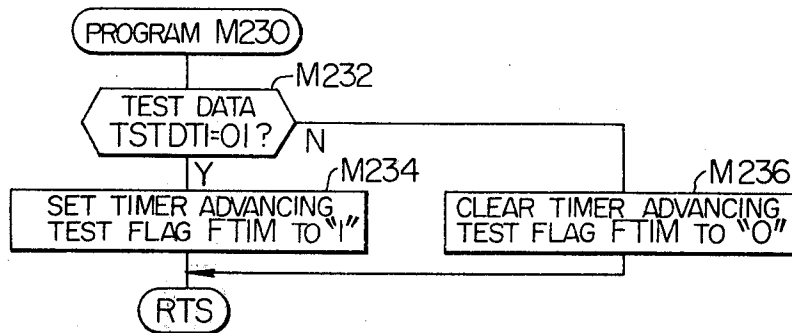 PROGRAM M230
M232
TEST DATA
TSTDT1=01?
N
Y
M234
SET TIMER ADVANCING
TEST FLAG FTIM TO "1"
M236
CLEAR TIMER ADVANCING
TEST FLAG FTIM TO "0"
RTS